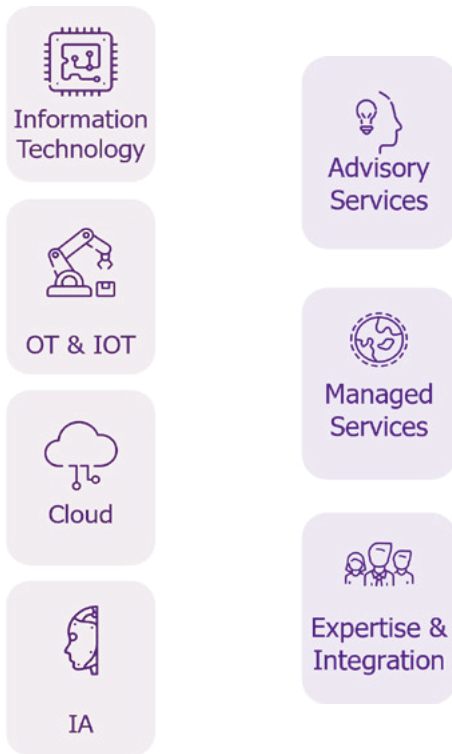 Information
Technology
OT & IOT
Cloud
IA
Advisory
Services
Managed
Services
Expertise &
Integration